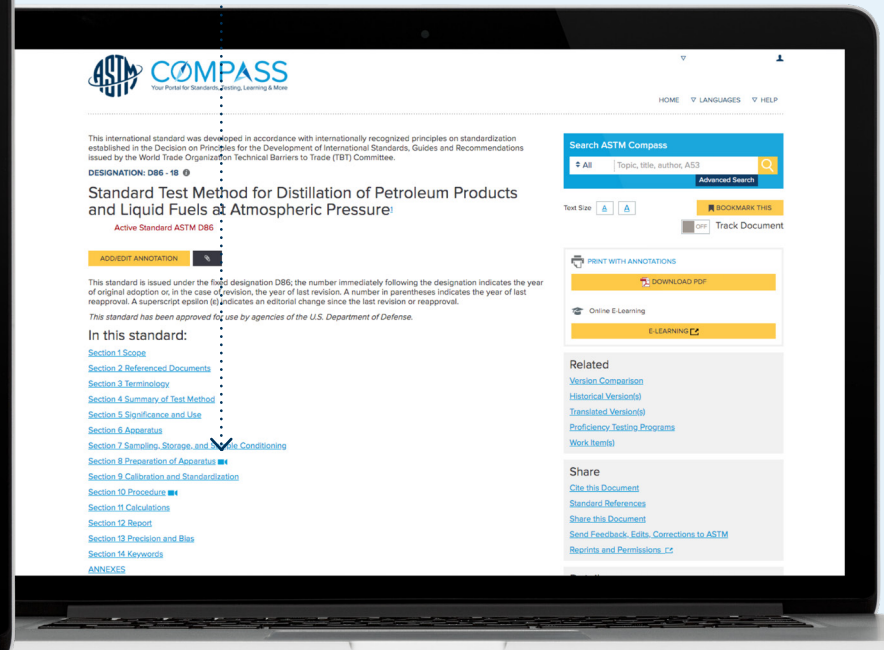 ASTM COMPASS
Your Portal for Standards, Testing, Learning & More
HOME LANGUAGES HELP
This international standard was developed in accordance with internationally recognized principles on standardization
established in the Decision on Principles for the Development of International Standards, Guides and Recommendations
issued by the World Trade Organization Technical Barriers to Trade (TBT) Committee.
DESIGNATION: D86 - 18
Standard Test Method for Distillation of Petroleum Products
and Liquid Fuels at Atmospheric Pressure1
Active Standard ASTM D86
ADD/EDIT ANNOTATION
This standard is issued under the fixed designation D86; the number immediately following the designation indicates the year
of original adoption or, in the case of revision, the year of last revision. A number in parentheses indicates the year of last
reapproval. A superscript epsilon (ε) indicates an editorial change since the last revision or reapproval.
This standard has been approved for use by agencies of the U.S. Department of Defense.
In this standard:
Section 1 Scope
Section 2 Referenced Documents
Section 3 Terminology
Section 4 Summary of Test Method
Section 5 Significance and Use
Section 6 Apparatus
Section 7 Sampling, Storage, and Sample Conditioning
Section 8 Preparation of Apparatus
Section 9 Calibration and Standardization
Section 10 Procedure
Section 11 Calculations
Section 12 Report
Section 13 Precision and Bias
Section 14 Keywords
ANNEXES
Search ASTM Compass
All Topic, title, author, A53
Advanced Search
Text Size A A BOOKMARK THIS
OFF Track Document
PRINT WITH ANNOTATIONS
DOWNLOAD PDF
Online E-Learning
E-LEARNING
Related
Version Comparison
Historical Version(s)
Translated Version(s)
Proficiency Testing Programs
Work Item(s)
Share
Cite this Document
Standard References
Share this Document
Send Feedback, Edits, Corrections to ASTM
Reprints and Permissions